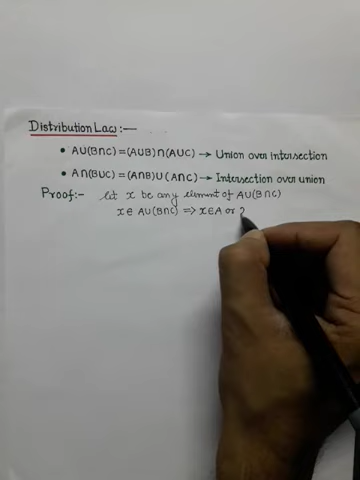 Distribution Law:—
• A∪(B∩C)=(A∪B)∩(A∪C) → Union over intersection
• A∩(B∪C)=(A∩B)∪(A∩C) → Intersection over union
Proof:- let x be any element of A∪(B∩C)
x∈ A∪(B∩C) ⇒ x∈A or